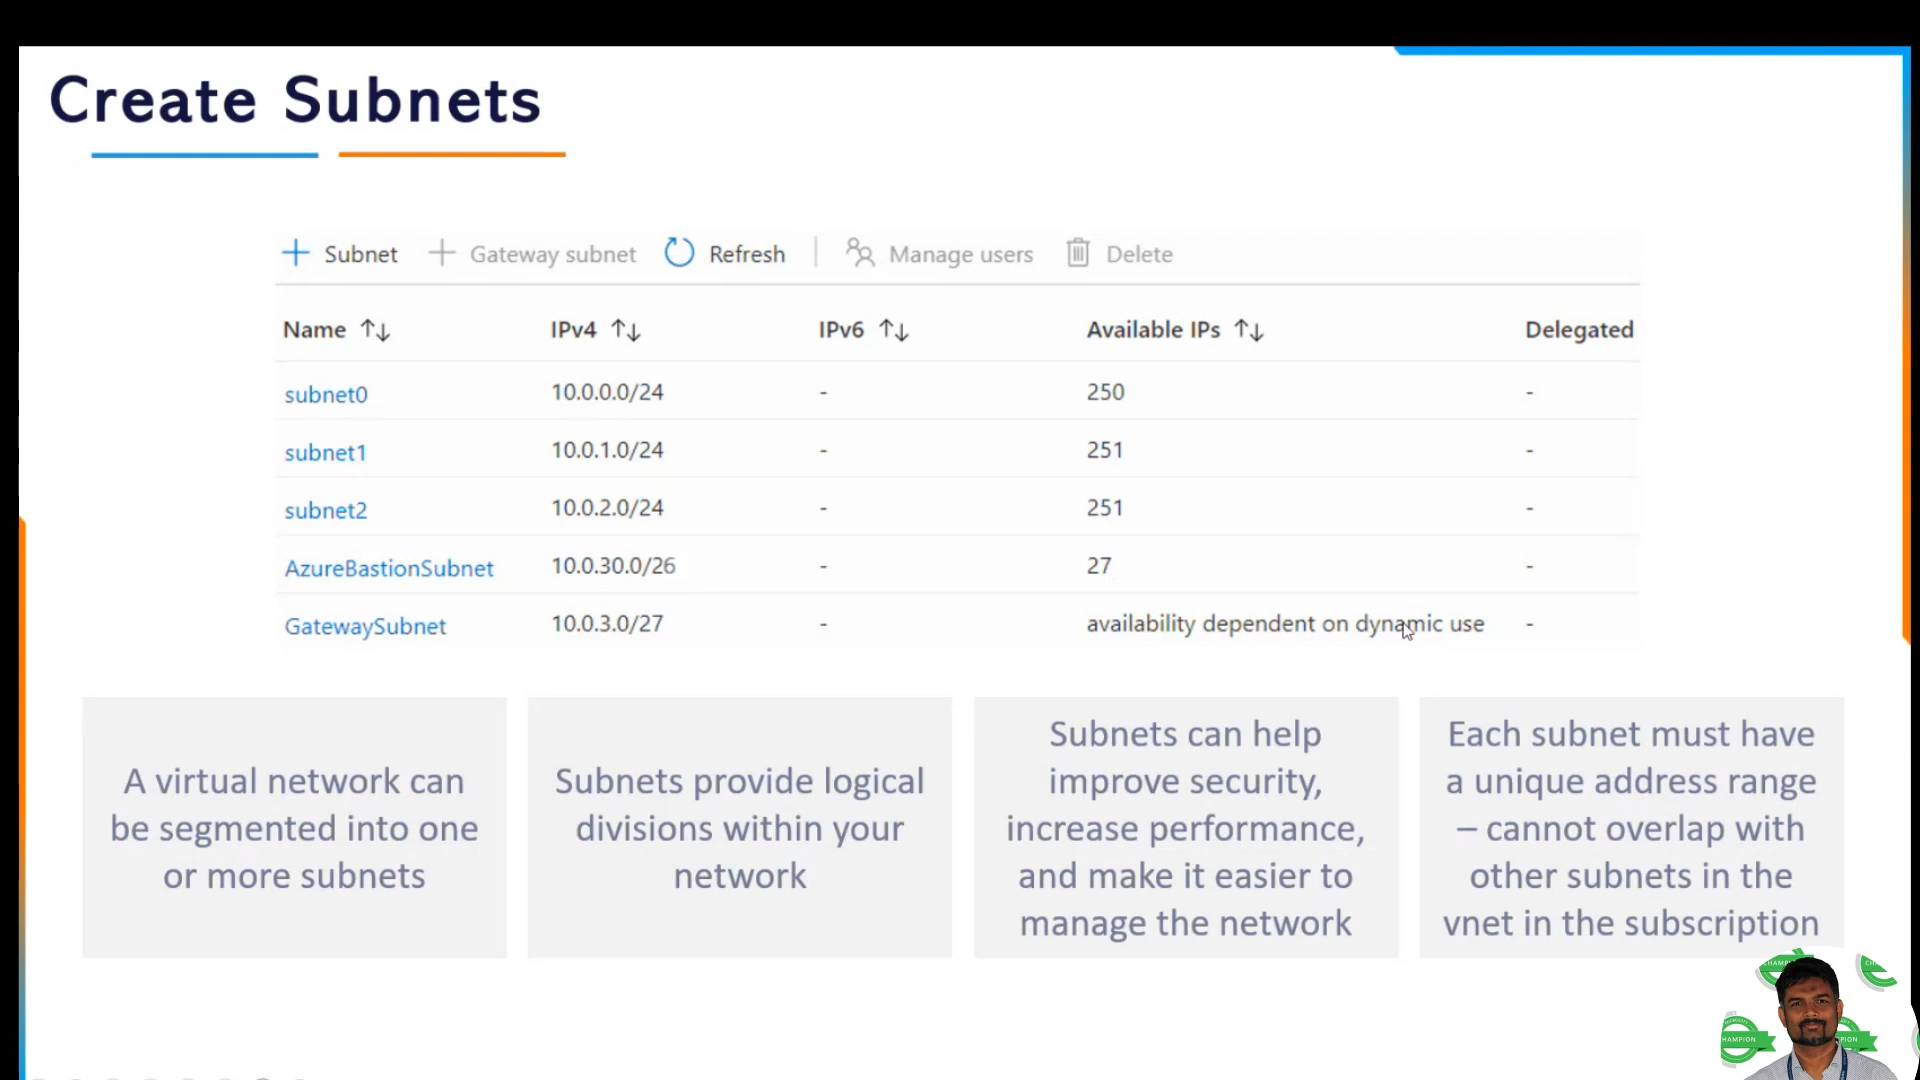 Create Subnets
Subnet Gateway subnet Refresh Manage users Delete
Name IPv4 IPv6 Available IPs Delegated
subnet0 10.0.0.0/24 - 250 -
subnet1 10.0.1.0/24 - 251 -
subnet2 10.0.2.0/24 - 251 -
AzureBastionSubnet 10.0.30.0/26 - 27 -
GatewaySubnet 10.0.3.0/27 - availability dependent on dynamic use -
A virtual network can
be segmented into one
or more subnets
Subnets provide logical
divisions within your
network
Subnets can help
improve security,
increase performance,
and make it easier to
manage the network
Each subnet must have
a unique address range
– cannot overlap with
other subnets in the
vnet in the subscription